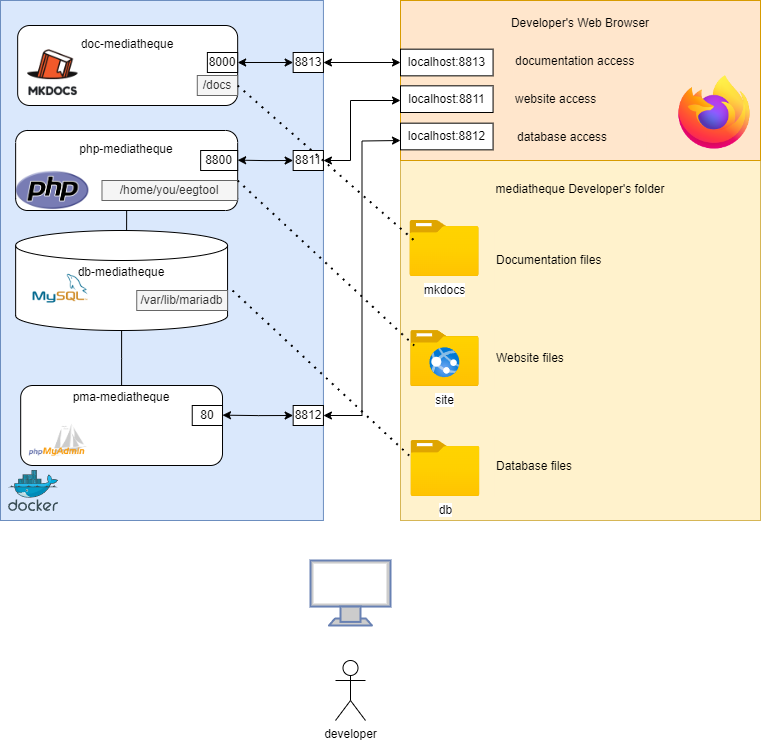 doc-mediatheque
8000
8813
/docs
MKDOCS
php-mediatheque
8800
8811
php
/home/you/eegtool
db-mediatheque
MySQL
/var/lib/mariadb
pma-mediatheque
80
8812
phpMyAdmin
docker
Developer's Web Browser
localhost:8813
documentation access
localhost:8811
website access
localhost:8812
database access
mediatheque Developer's folder
Documentation files
mkdocs
Website files
site
Database files
db
developer